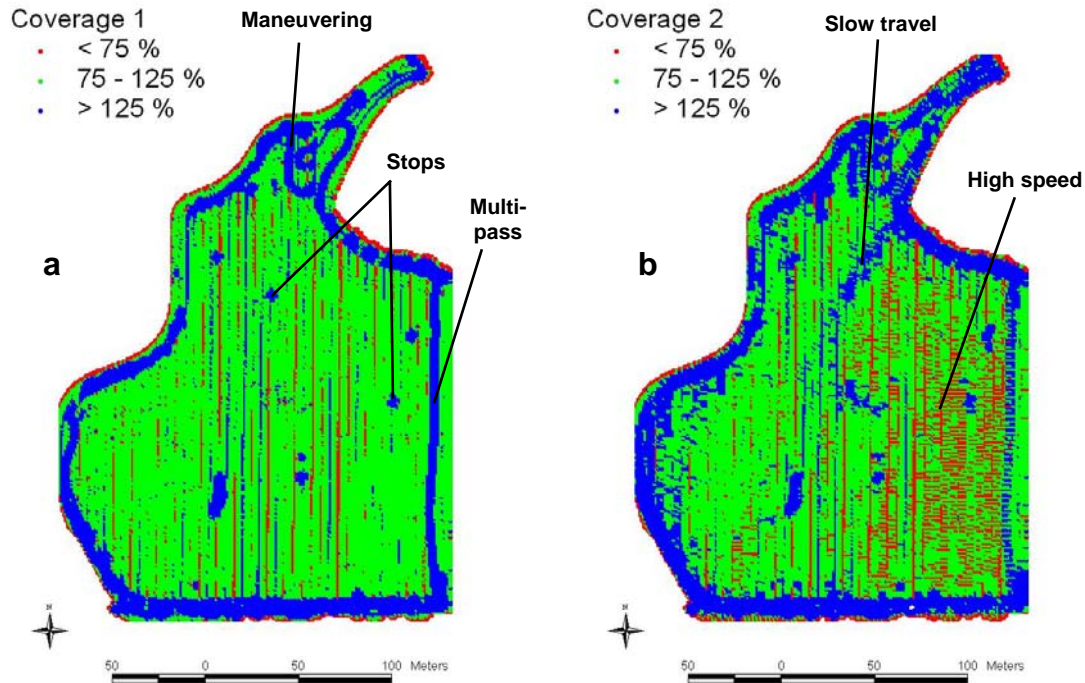 Coverage 1
< 75 %
75 - 125 %
> 125 %
Maneuvering
Stops
Multi-
pass
a
50 0 50 100 Meters
Coverage 2
< 75 %
75 - 125 %
> 125 %
Slow travel
High speed
b
50 0 50 100 Meters